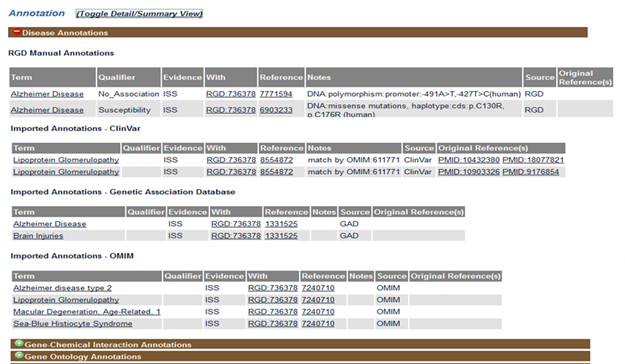 Annotation (Toggle Detail/Summary View)
Disease Annotations
RGD Manual Annotations
Term Qualifier Evidence With Reference Notes Source Original Reference(s)
Alzheimer Disease No_Association ISS RGD:736378 7771594 DNA:polymorphism:promoter:-491A>T,-427T>C(human) RGD
Alzheimer Disease Susceptibility ISS RGD:736378 6903233 DNA:missense mutations, haplotype:cds:p.C130R, p.C176R (human) RGD
Imported Annotations - ClinVar
Term Qualifier Evidence With Reference Notes Source Original Reference(s)
Lipoprotein Glomerulopathy ISS RGD:736378 8554872 match by OMIM:611771 ClinVar PMID:10432380 PMID:18077821
Lipoprotein Glomerulopathy ISS RGD:736378 8554872 match by OMIM:611771 ClinVar PMID:10903326 PMID:9176854
Imported Annotations - Genetic Association Database
Term Qualifier Evidence With Reference Notes Source Original Reference(s)
Alzheimer Disease ISS RGD:736378 1331525 GAD
Brain Injuries ISS RGD:736378 1331525 GAD
Imported Annotations - OMIM
Term Qualifier Evidence With Reference Notes Source Original Reference(s)
Alzheimer disease type 2 ISS RGD:736378 7240710 OMIM
Lipoprotein Glomerulopathy ISS RGD:736378 7240710 OMIM
Macular Degeneration, Age-Related, 1 ISS RGD:736378 7240710 OMIM
Sea-Blue Histiocyte Syndrome ISS RGD:736378 7240710 OMIM
Gene-Chemical Interaction Annotations
Gene Ontology Annotations